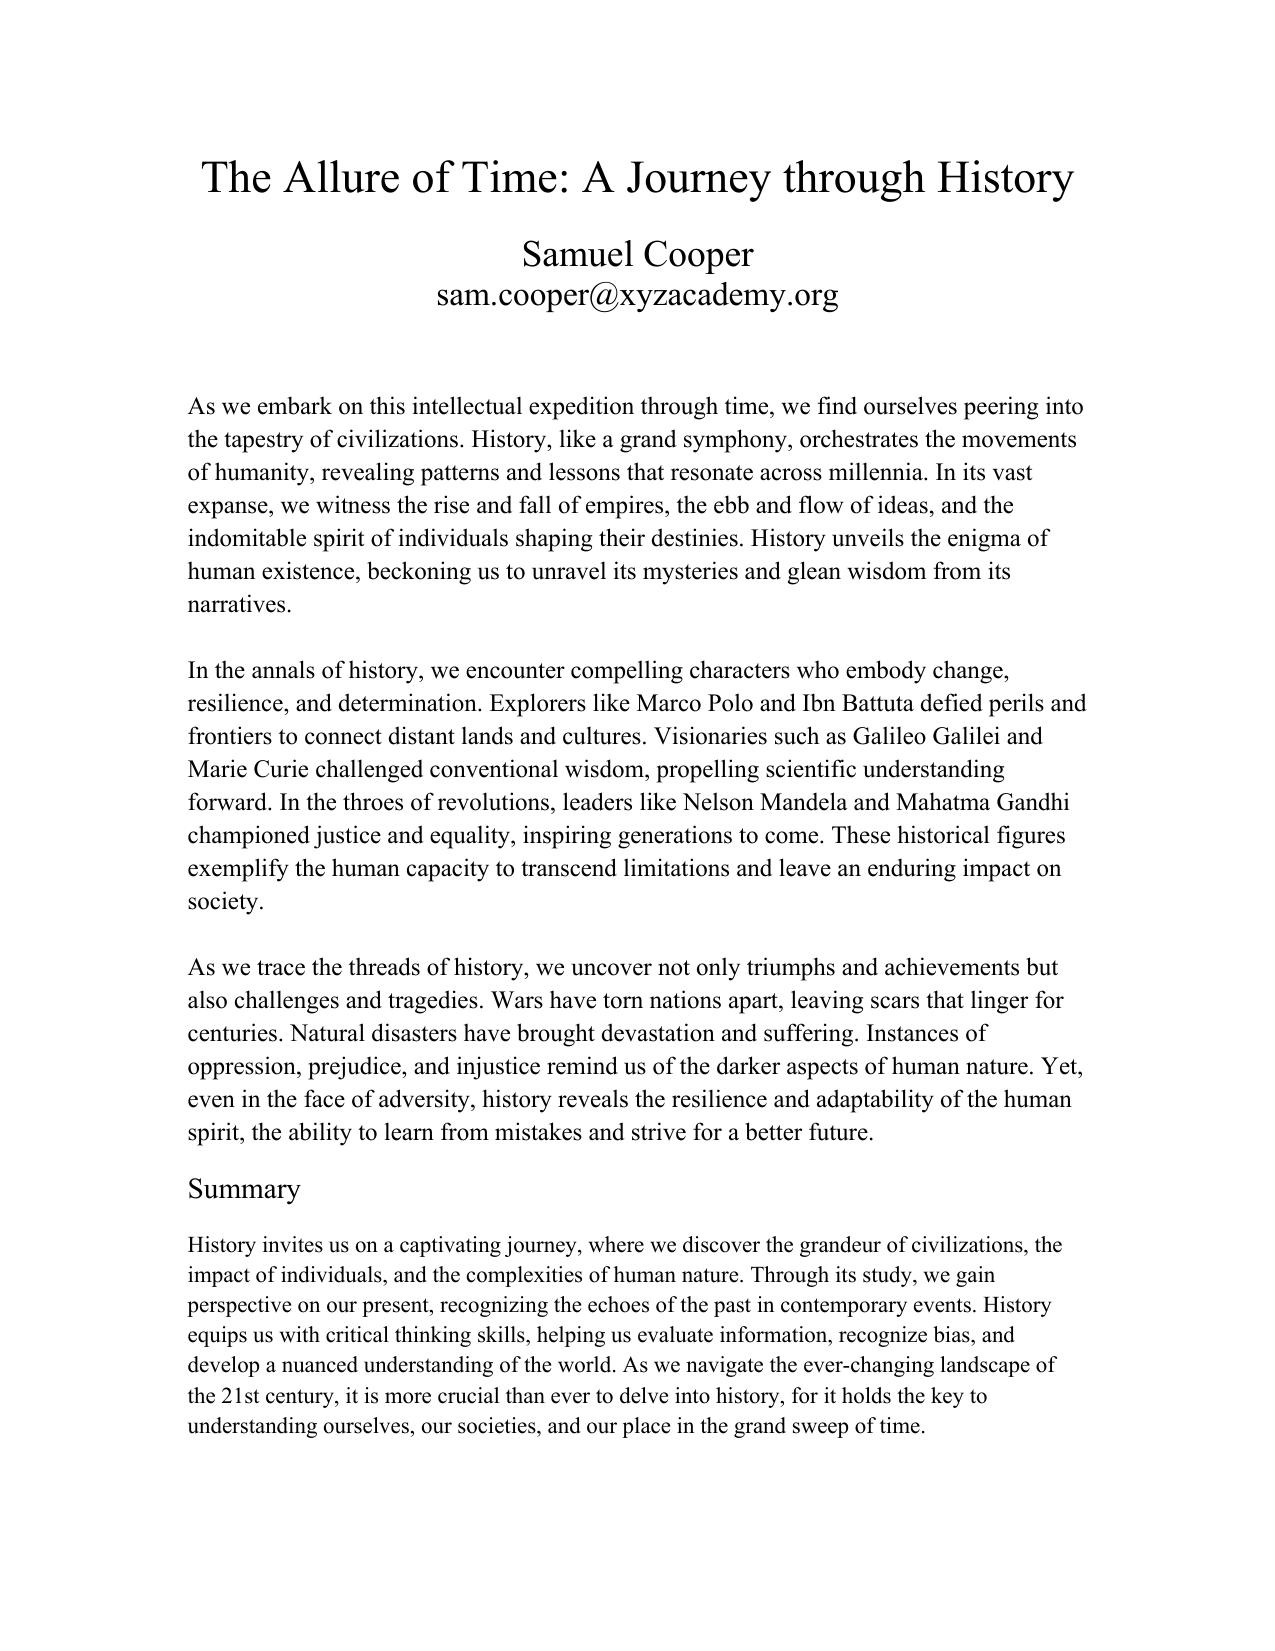 The Allure of Time: A Journey through History
Samuel Cooper
sam.cooper@xyzacademy.org
As we embark on this intellectual expedition through time, we find ourselves peering into
the tapestry of civilizations. History, like a grand symphony, orchestrates the movements
of humanity, revealing patterns and lessons that resonate across millennia. In its vast
expanse, we witness the rise and fall of empires, the ebb and flow of ideas, and the
indomitable spirit of individuals shaping their destinies. History unveils the enigma of
human existence, beckoning us to unravel its mysteries and glean wisdom from its
narratives.
In the annals of history, we encounter compelling characters who embody change,
resilience, and determination. Explorers like Marco Polo and Ibn Battuta defied perils and
frontiers to connect distant lands and cultures. Visionaries such as Galileo Galilei and
Marie Curie challenged conventional wisdom, propelling scientific understanding
forward. In the throes of revolutions, leaders like Nelson Mandela and Mahatma Gandhi
championed justice and equality, inspiring generations to come. These historical figures
exemplify the human capacity to transcend limitations and leave an enduring impact on
society.
As we trace the threads of history, we uncover not only triumphs and achievements but
also challenges and tragedies. Wars have torn nations apart, leaving scars that linger for
centuries. Natural disasters have brought devastation and suffering. Instances of
oppression, prejudice, and injustice remind us of the darker aspects of human nature. Yet,
even in the face of adversity, history reveals the resilience and adaptability of the human
spirit, the ability to learn from mistakes and strive for a better future.
Summary
History invites us on a captivating journey, where we discover the grandeur of civilizations, the
impact of individuals, and the complexities of human nature. Through its study, we gain
perspective on our present, recognizing the echoes of the past in contemporary events. History
equips us with critical thinking skills, helping us evaluate information, recognize bias, and
develop a nuanced understanding of the world. As we navigate the ever-changing landscape of
the 21st century, it is more crucial than ever to delve into history, for it holds the key to
understanding ourselves, our societies, and our place in the grand sweep of time.